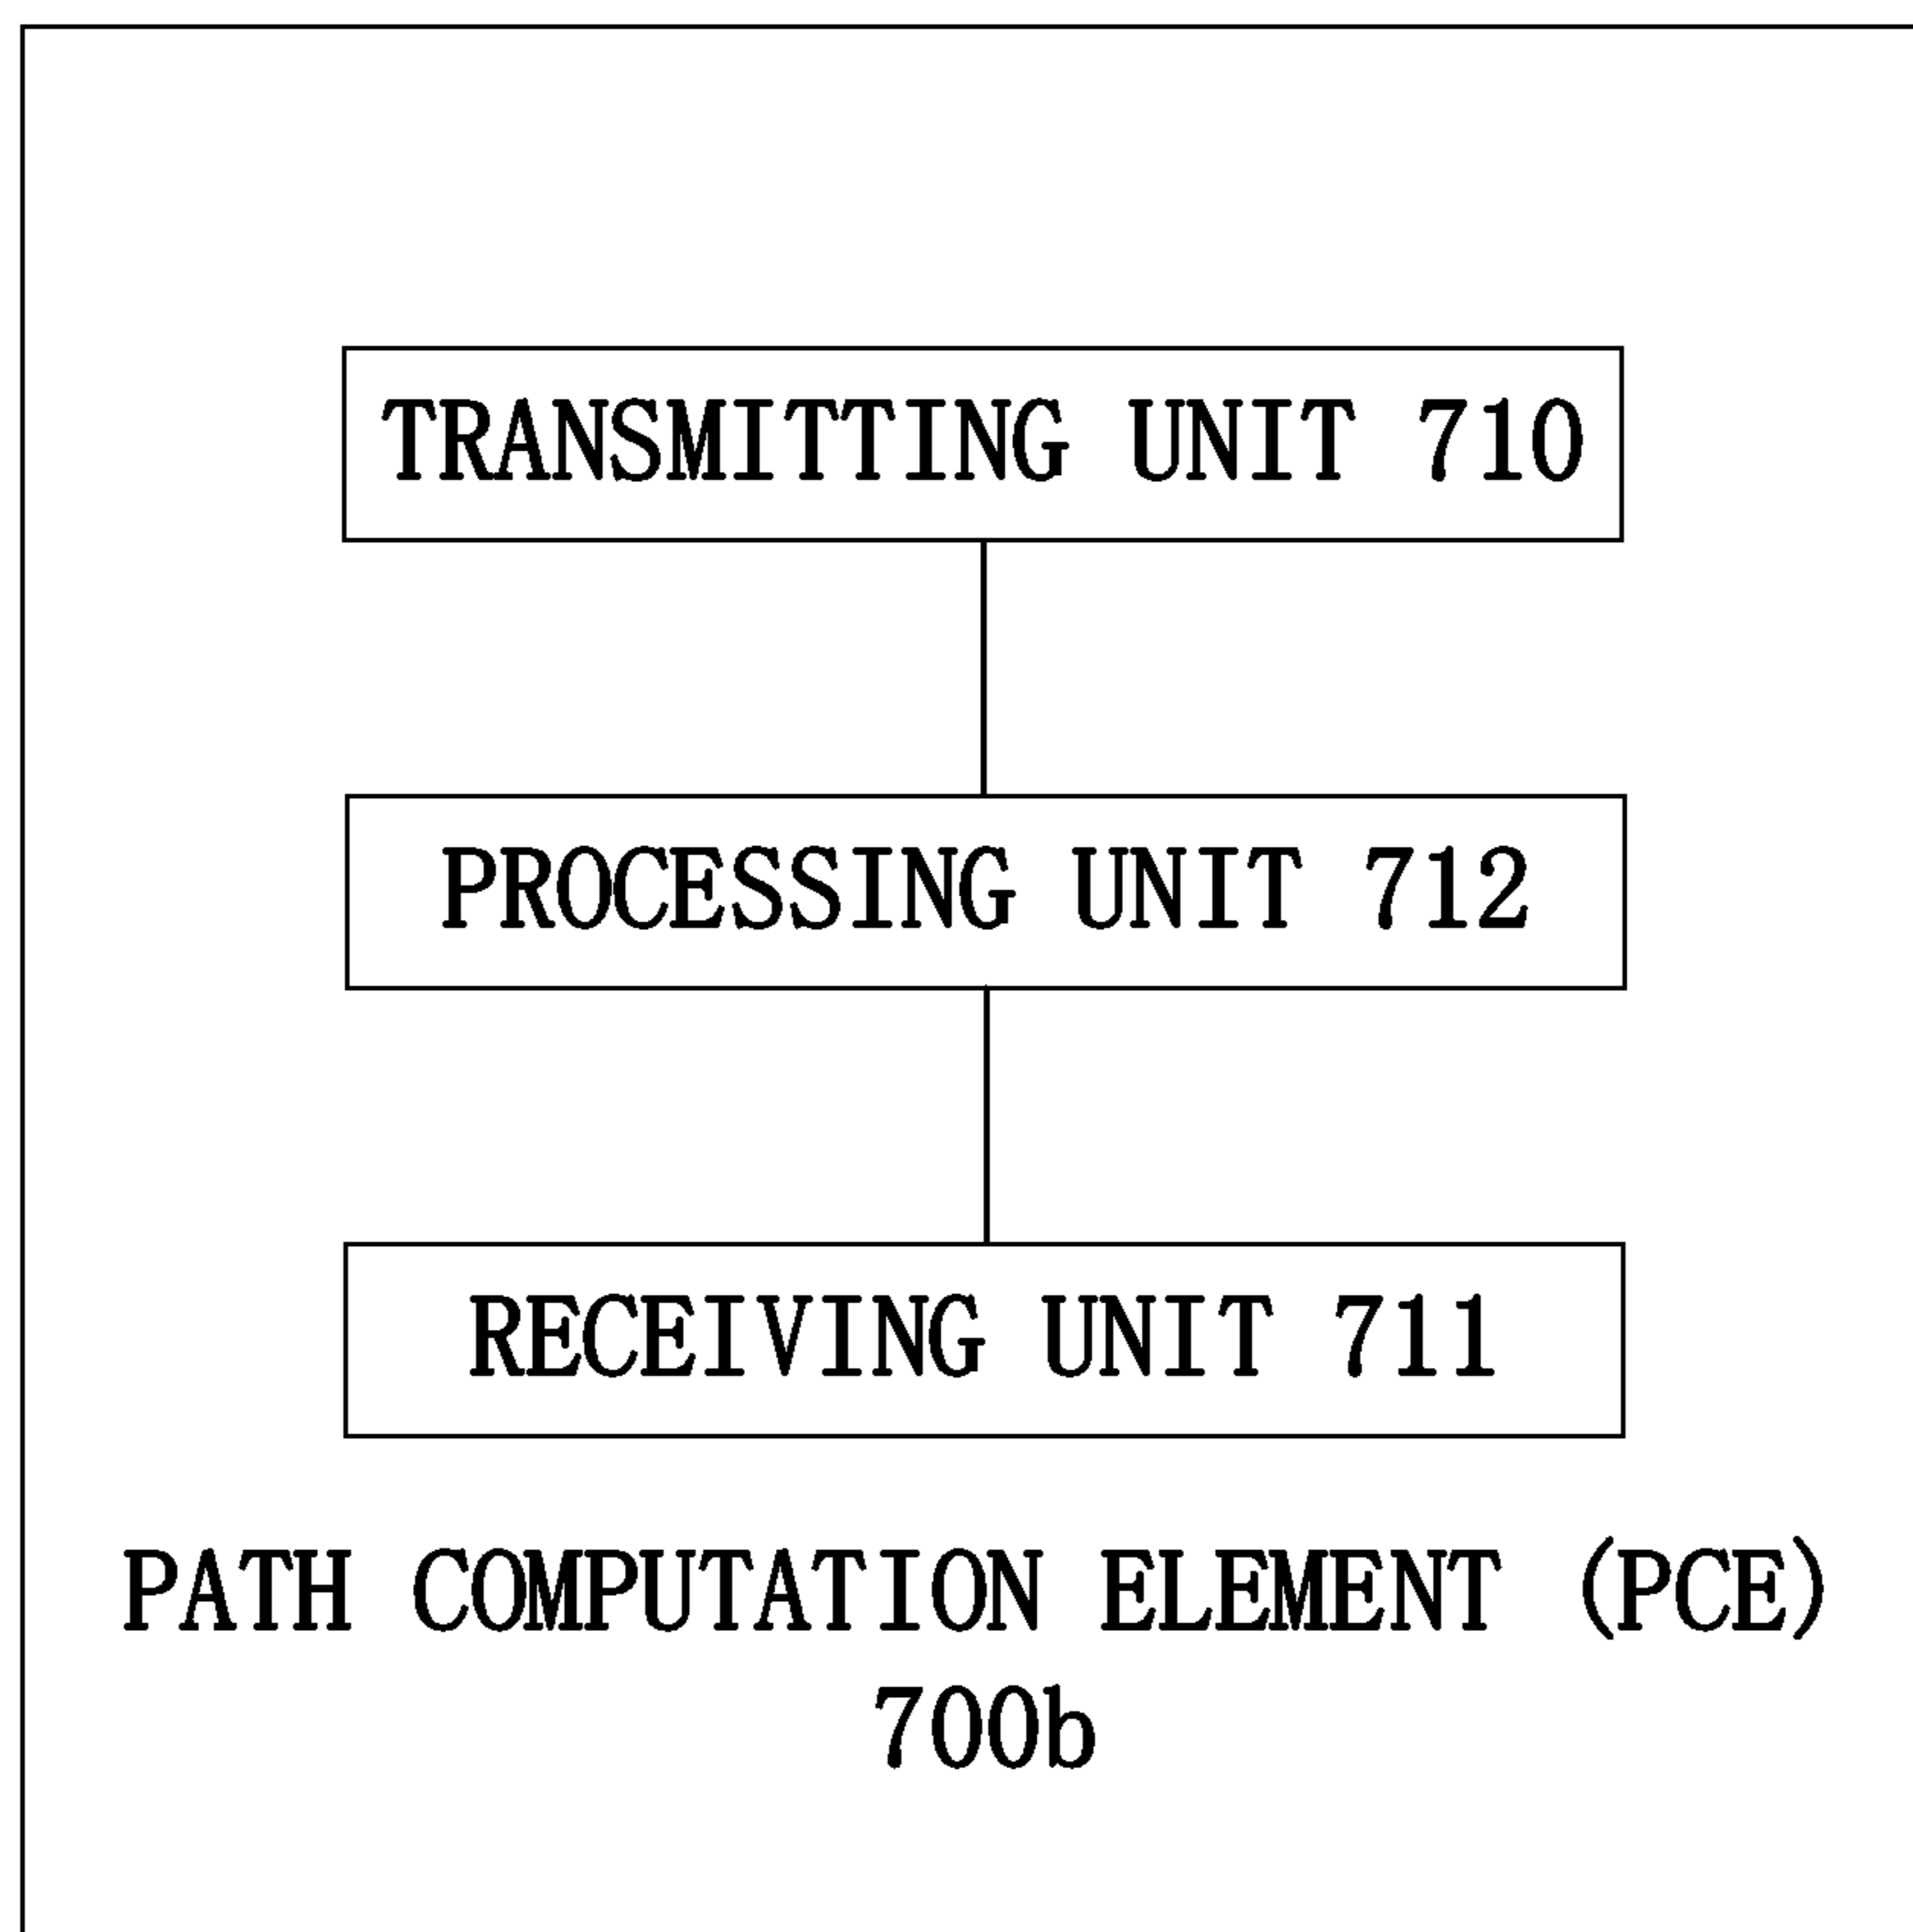 TRANSMITTING UNIT 710
PROCESSING UNIT 712
RECEIVING UNIT 711
PATH COMPUTATION ELEMENT (PCE)
700b